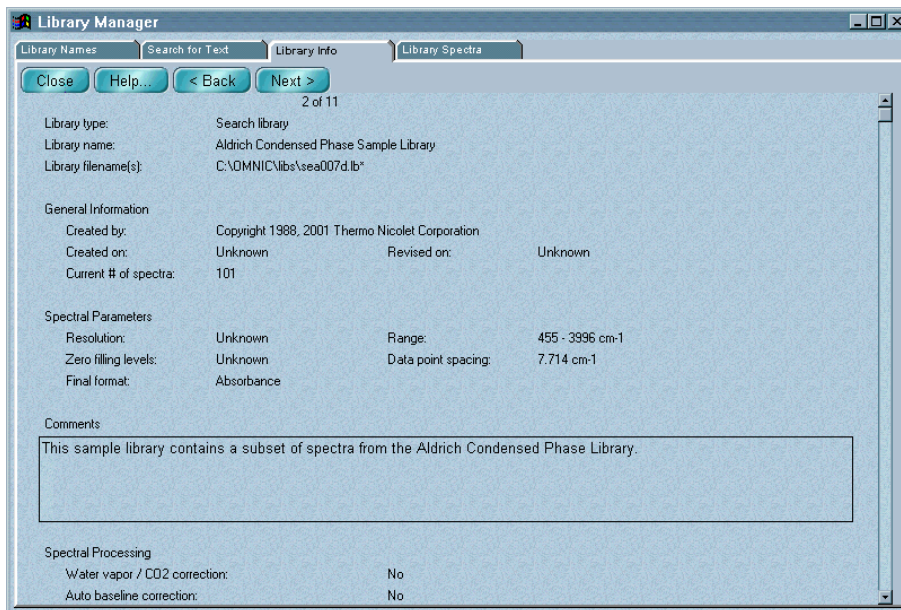 Library Manager
Library Names Search for Text Library Info Library Spectra
Close Help... < Back Next >
2 of 11
Library type: Search library
Library name: Aldrich Condensed Phase Sample Library
Library filename(s): C:\OMNIC\libs\sea007d.lb*
General Information
Created by: Copyright 1988, 2001 Thermo Nicolet Corporation
Created on: Unknown Revised on: Unknown
Current # of spectra: 101
Spectral Parameters
Resolution: Unknown Range: 455 - 3996 cm-1
Zero filling levels: Unknown Data point spacing: 7.714 cm-1
Final format: Absorbance
Comments
This sample library contains a subset of spectra from the Aldrich Condensed Phase Library.
Spectral Processing
Water vapor / CO2 correction: No
Auto baseline correction: No